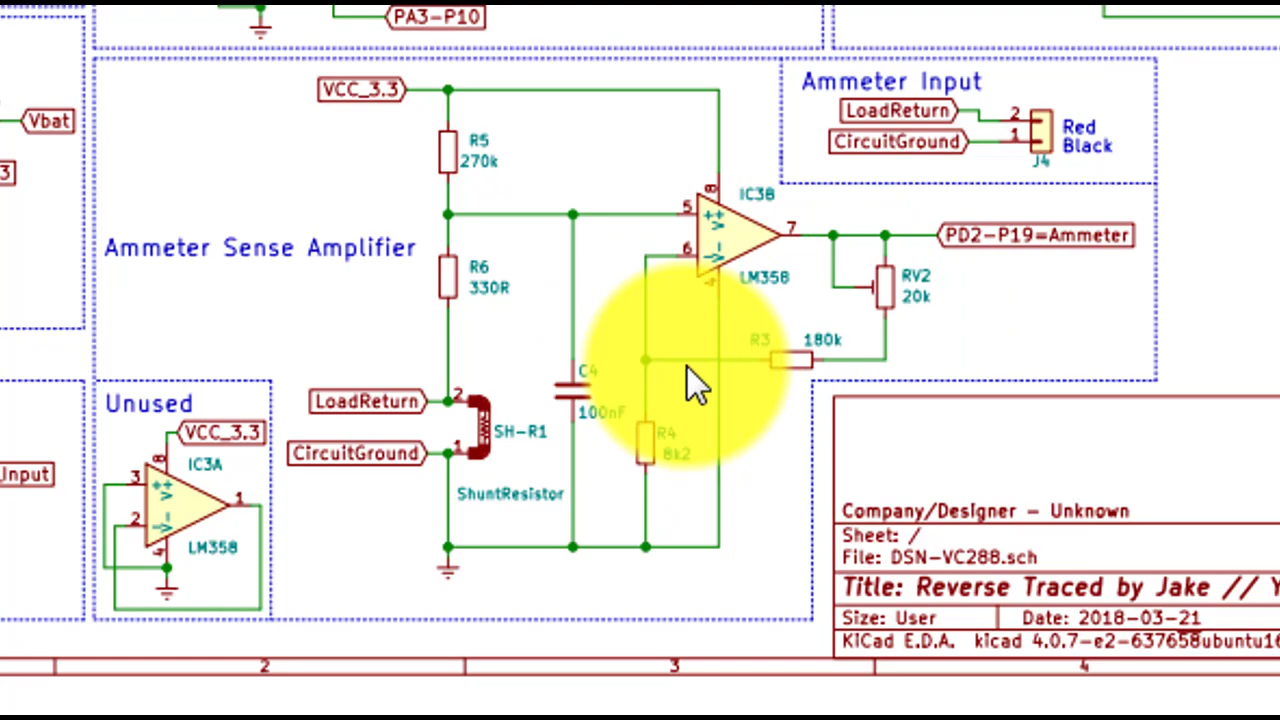 PA3-P10
Vbat
3
VCC_3.3
R5
270k
R6
330R
Ammeter Sense Amplifier
Ammeter Input
LoadReturn
2
CircuitGround
1
Red
Black
J4
8
IC3B
5
+
V+
6
-
V-
4
7
LM358
PD2-P19=Ammeter
RV2
20k
R3
180k
C4
100nF
R4
8k2
LoadReturn
2
SH-R1
CircuitGround
1
ShuntResistor
Unused
VCC_3.3
8
IC3A
3
+
V+
2
-
V-
4
1
LM358
Input
Company/Designer - Unknown
Sheet: /
File: DSN-VC288.sch
Title: Reverse Traced by Jake // Y
Size: User
Date: 2018-03-21
KiCad E.D.A. kicad 4.0.7-e2-637658ubuntu16
2
3
4